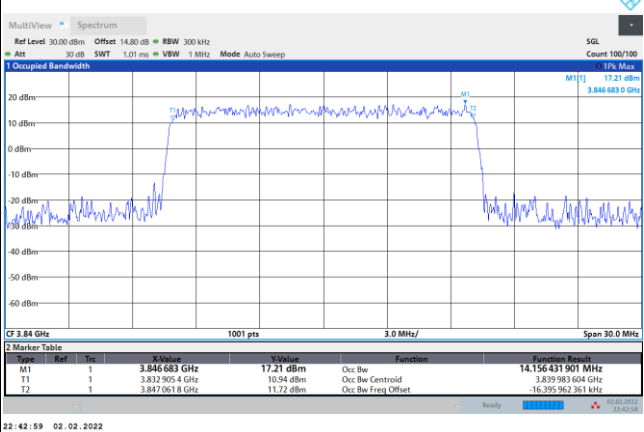 MultiView Spectrum
Ref Level 30.00 dBm Offset 14.80 dB RBW 300 kHz SGL
Att 30 dB SWT 1.01 ms VBW 1 MHz Mode Auto Sweep Count 100/100
1 Occupied Bandwidth 1Pk Max
M1[1] 17.21 dBm
3.846 683 0 GHz
M1
20 dBm
T1 T2
10 dBm
0 dBm
-10 dBm
-20 dBm
-30 dBm
-40 dBm
-50 dBm
-60 dBm
CF 3.84 GHz 1001 pts 3.0 MHz/ Span 30.0 MHz
2 Marker Table
Type Ref Trc X-Value Y-Value Function Function Result
M1 1 3.846 683 GHz 17.21 dBm Occ Bw 14.156 431 901 MHz
T1 1 3.832 905 4 GHz 10.94 dBm Occ Bw Centroid 3.839 983 604 GHz
T2 1 3.847 061 8 GHz 11.72 dBm Occ Bw Freq Offset -16.395 962 361 kHz
Ready 02.02.2022
22:42:58
22:42:59 02.02.2022